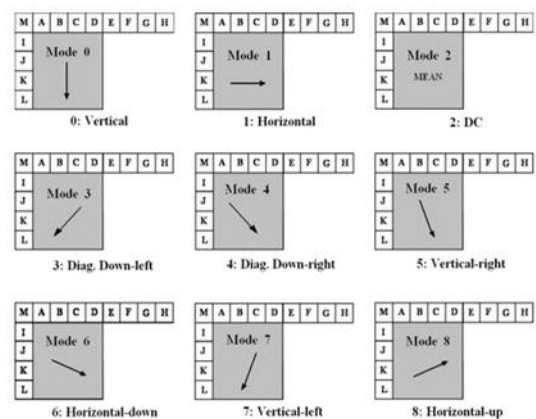 M A B C D E F G H
I
J
K
L
Mode 0
0: Vertical
M A B C D E F G H
I
J
K
L
Mode 1
1: Horizontal
M A B C D E F G H
I
J
K
L
Mode 2
MEAN
2: DC
M A B C D E F G H
I
J
K
L
Mode 3
3: Diag. Down-left
M A B C D E F G H
I
J
K
L
Mode 4
4: Diag. Down-right
M A B C D E F G H
I
J
K
L
Mode 5
5: Vertical-right
M A B C D E F G H
I
J
K
L
Mode 6
6: Horizontal-down
M A B C D E F G H
I
J
K
L
Mode 7
7: Vertical-left
M A B C D E F G H
I
J
K
L
Mode 8
8: Horizontal-up